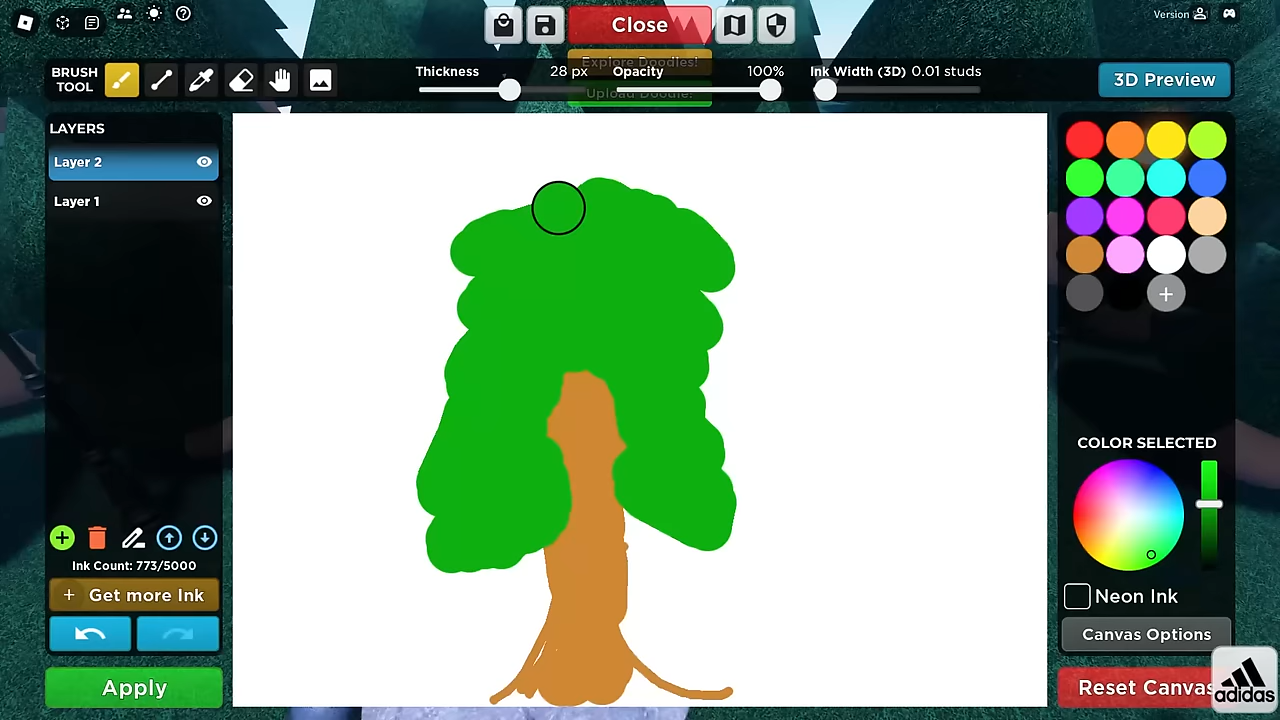 Version
Close
Explore Doodles!
Upload Doodle!
BRUSH
TOOL
Thickness
28 px
Opacity
100%
Ink Width (3D) 0.01 studs
3D Preview
LAYERS
Layer 2
Layer 1
Ink Count: 773/5000
+ Get more Ink
Apply
COLOR SELECTED
Neon Ink
Canvas Options
Reset Canvas
adidas